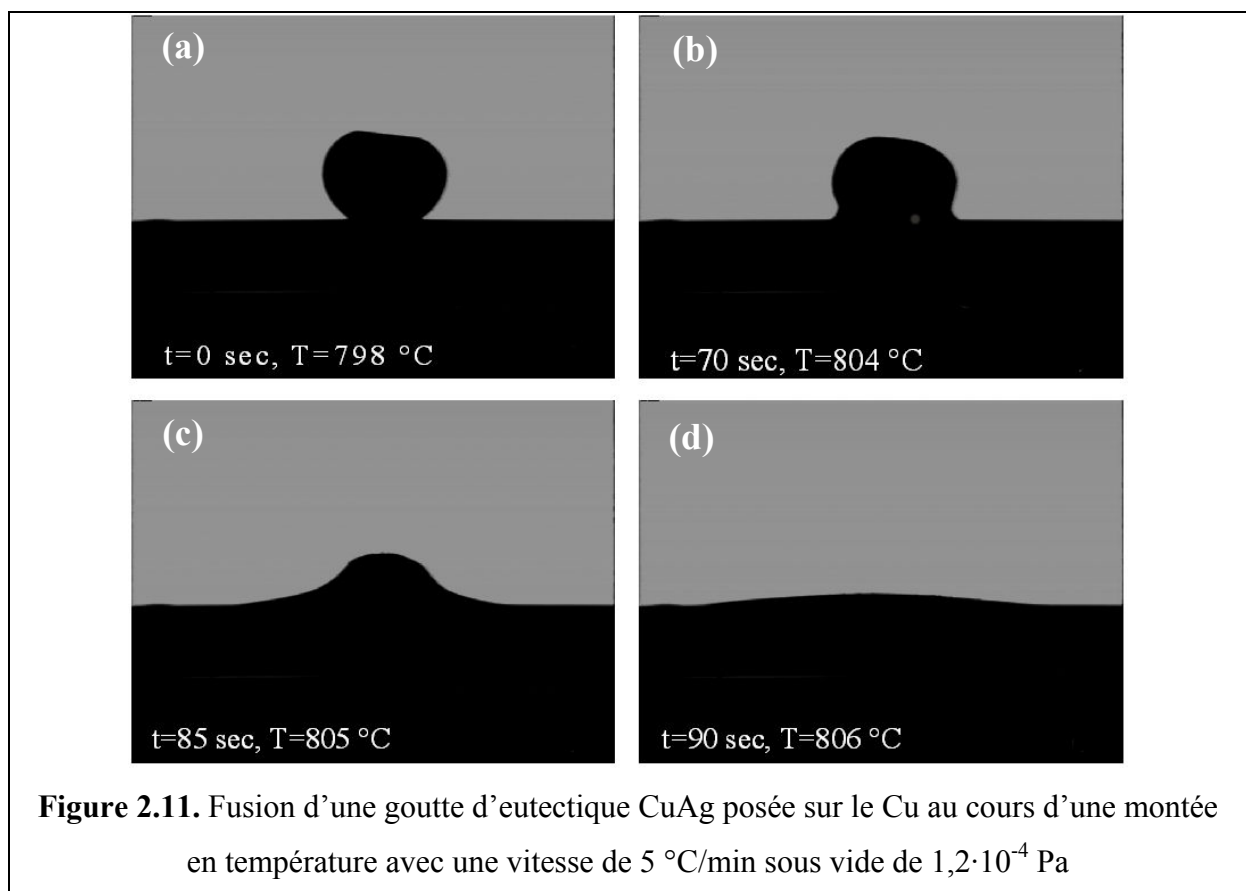 (a)
(b)
t=0 sec, T=798 °C
t=70 sec, T=804 °C
(c)
(d)
t=85 sec, T=805 °C
t=90 sec, T=806 °C
Figure 2.11. Fusion d’une goutte d’eutectique CuAg posée sur le Cu au cours d’une montée
en température avec une vitesse de 5 °C/min sous vide de 1,2·10⁻⁴ Pa